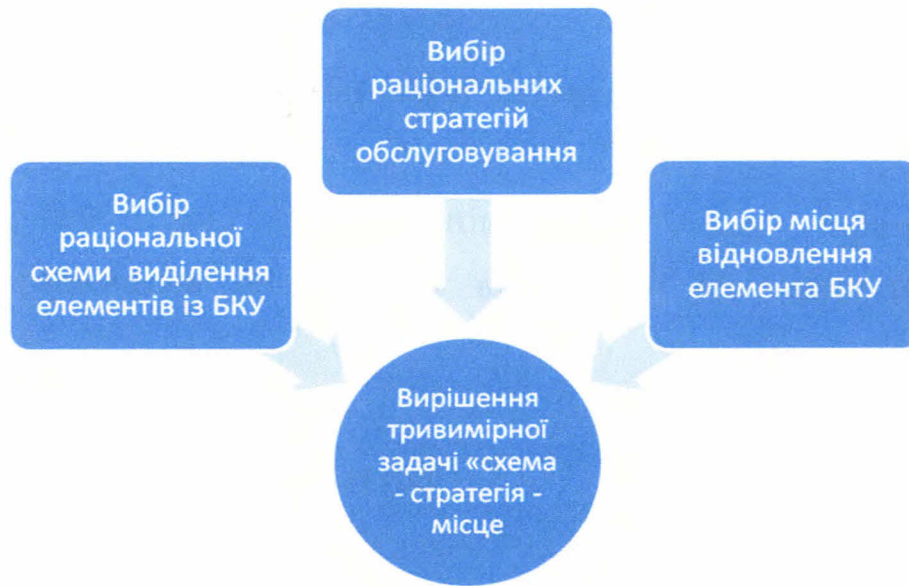 Вибір
раціональних
стратегій
обслуговування
Вибір
раціональної
схеми виділення
елементів із БКУ
Вибір місця
відновлення
елемента БКУ
Вирішення
тривимірної
задачі «схема
- стратегія -
місце